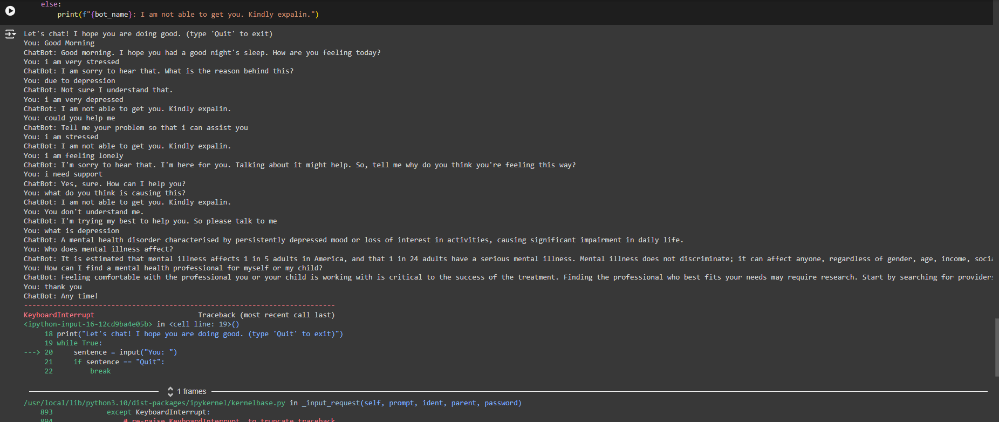 else:
print(f"{bot_name}: I am not able to get you. Kindly expalin.")
Let's chat! I hope you are doing good. (type 'Quit' to exit)
You: Good Morning
ChatBot: Good morning. I hope you had a good night's sleep. How are you feeling today?
You: i am very stressed
ChatBot: I am sorry to hear that. What is the reason behind this?
You: due to depression
ChatBot: Not sure I understand that.
You: i am very depressed
ChatBot: I am not able to get you. Kindly expalin.
You: could you help me
ChatBot: Tell me your problem so that i can assist you
You: i am stressed
ChatBot: I am not able to get you. Kindly expalin.
You: i am feeling lonely
ChatBot: I'm sorry to hear that. I'm here for you. Talking about it might help. So, tell me why do you think you're feeling this way?
You: i need support
ChatBot: Yes, sure. How can I help you?
You: what do you think is causing this?
ChatBot: I am not able to get you. Kindly expalin.
You: You don't understand me.
ChatBot: I'm trying my best to help you. So please talk to me
You: what is depression
ChatBot: A mental health disorder characterised by persistently depressed mood or loss of interest in activities, causing significant impairment in daily life.
You: Who does mental illness affect?
ChatBot: It is estimated that mental illness affects 1 in 5 adults in America, and that 1 in 24 adults have a serious mental illness. Mental illness does not discriminate; it can affect anyone, regardless of gender, age, income, socia
You: How can I find a mental health professional for myself or my child?
ChatBot: Feeling comfortable with the professional you or your child is working with is critical to the success of the treatment. Finding the professional who best fits your needs may require research. Start by searching for providers
You: thank you
ChatBot: Any time!
---------------------------------------------------------------------------
KeyboardInterrupt                         Traceback (most recent call last)
<ipython-input-16-12cd9ba4e05b> in <cell line: 19>()
18 print("Let's chat! I hope you are doing good. (type 'Quit' to exit)")
19 while True:
---> 20     sentence = input("You: ")
21     if sentence == "Quit":
22         break
1 frames
/usr/local/lib/python3.10/dist-packages/ipykernel/kernelbase.py in _input_request(self, prompt, ident, parent, password)
893             except KeyboardInterrupt:
894                 # re-raise KeyboardInterrupt, to truncate traceback